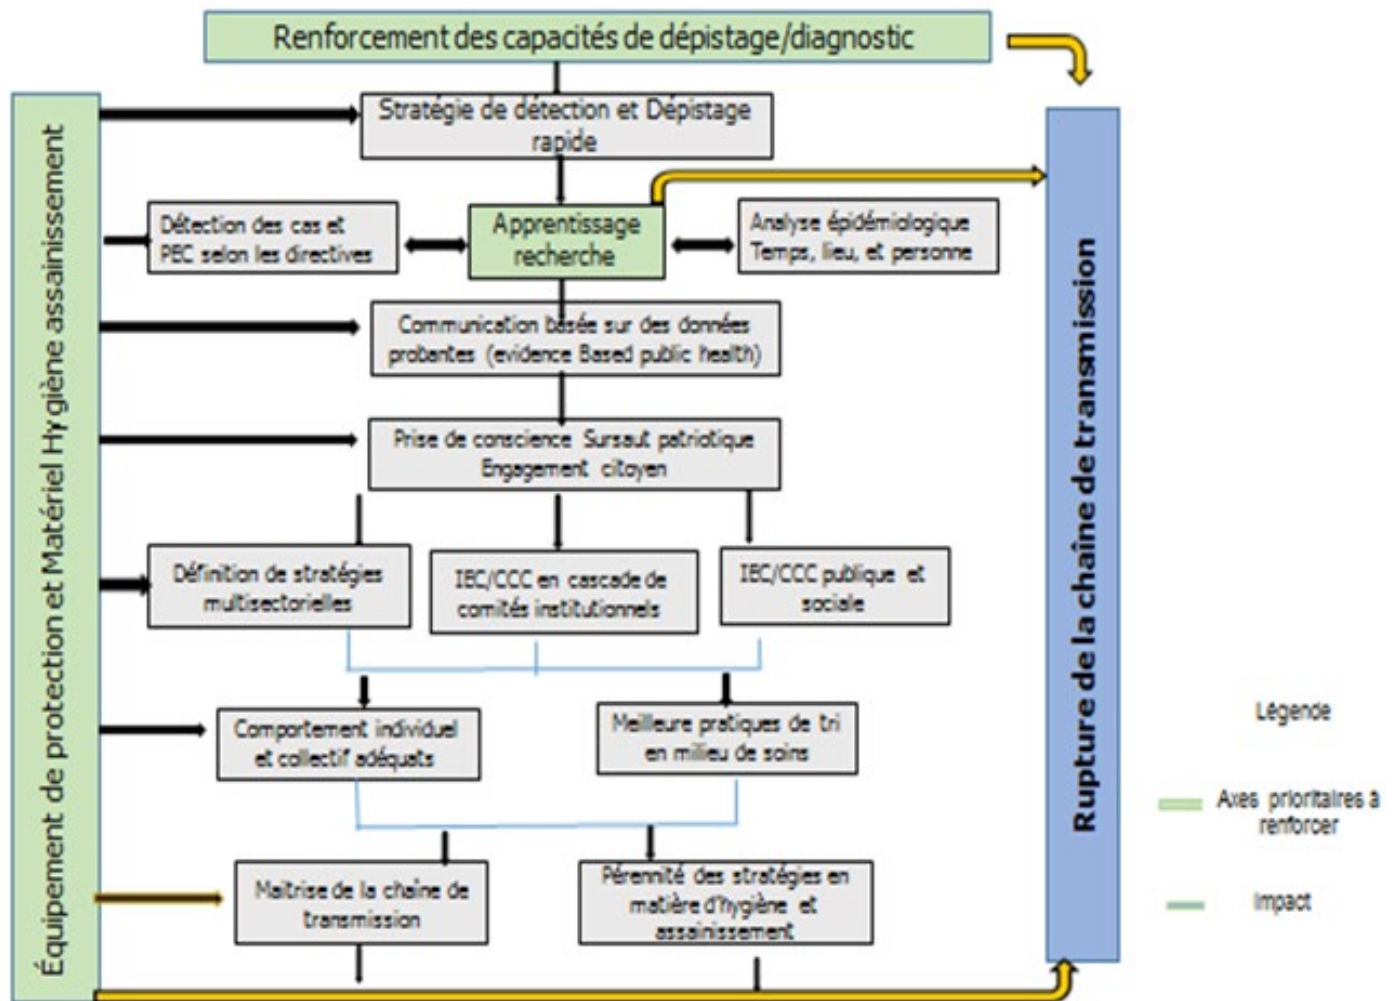 Renforcement des capacités de dépistage/diagnostic
Équipement de protection et Matériel Hygiène assainissement
Stratégie de détection et Dépistage
rapide
Détection des cas et
PEC selon les directives
Apprentissage
recherche
Analyse épidémiologique
Temps, lieu, et personne
Communication basée sur des données
probantes (evidence Based public health)
Prise de conscience Sursaut patriotique
Engagement citoyen
Définition de stratégies
multisectorielles
IEC/CCC en cascade de
comités institutionnels
IEC/CCC publique et
sociale
Comportement individuel
et collectif adéquats
Meilleure pratiques de tri
en milieu de soins
Maîtrise de la chaîne de
transmission
Pérennité des stratégies en
matière d'hygiène et
assainissement
Rupture de la chaîne de transmission
Légende
Axes prioritaires à
renforcer
Impact